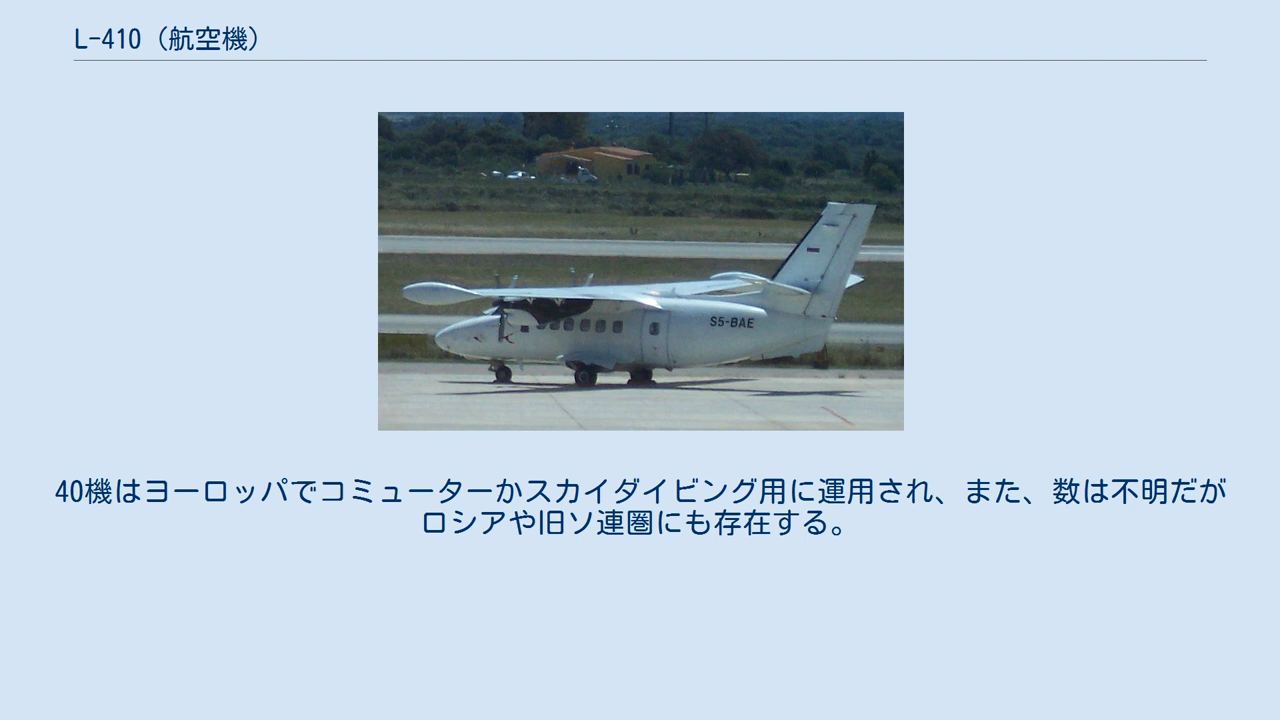 L-410（航空機）
S5-BAE
40機はヨーロッパでコミューターかスカイダイビング用に運用され、また、数は不明だが
ロシアや旧ソ連圏にも存在する。